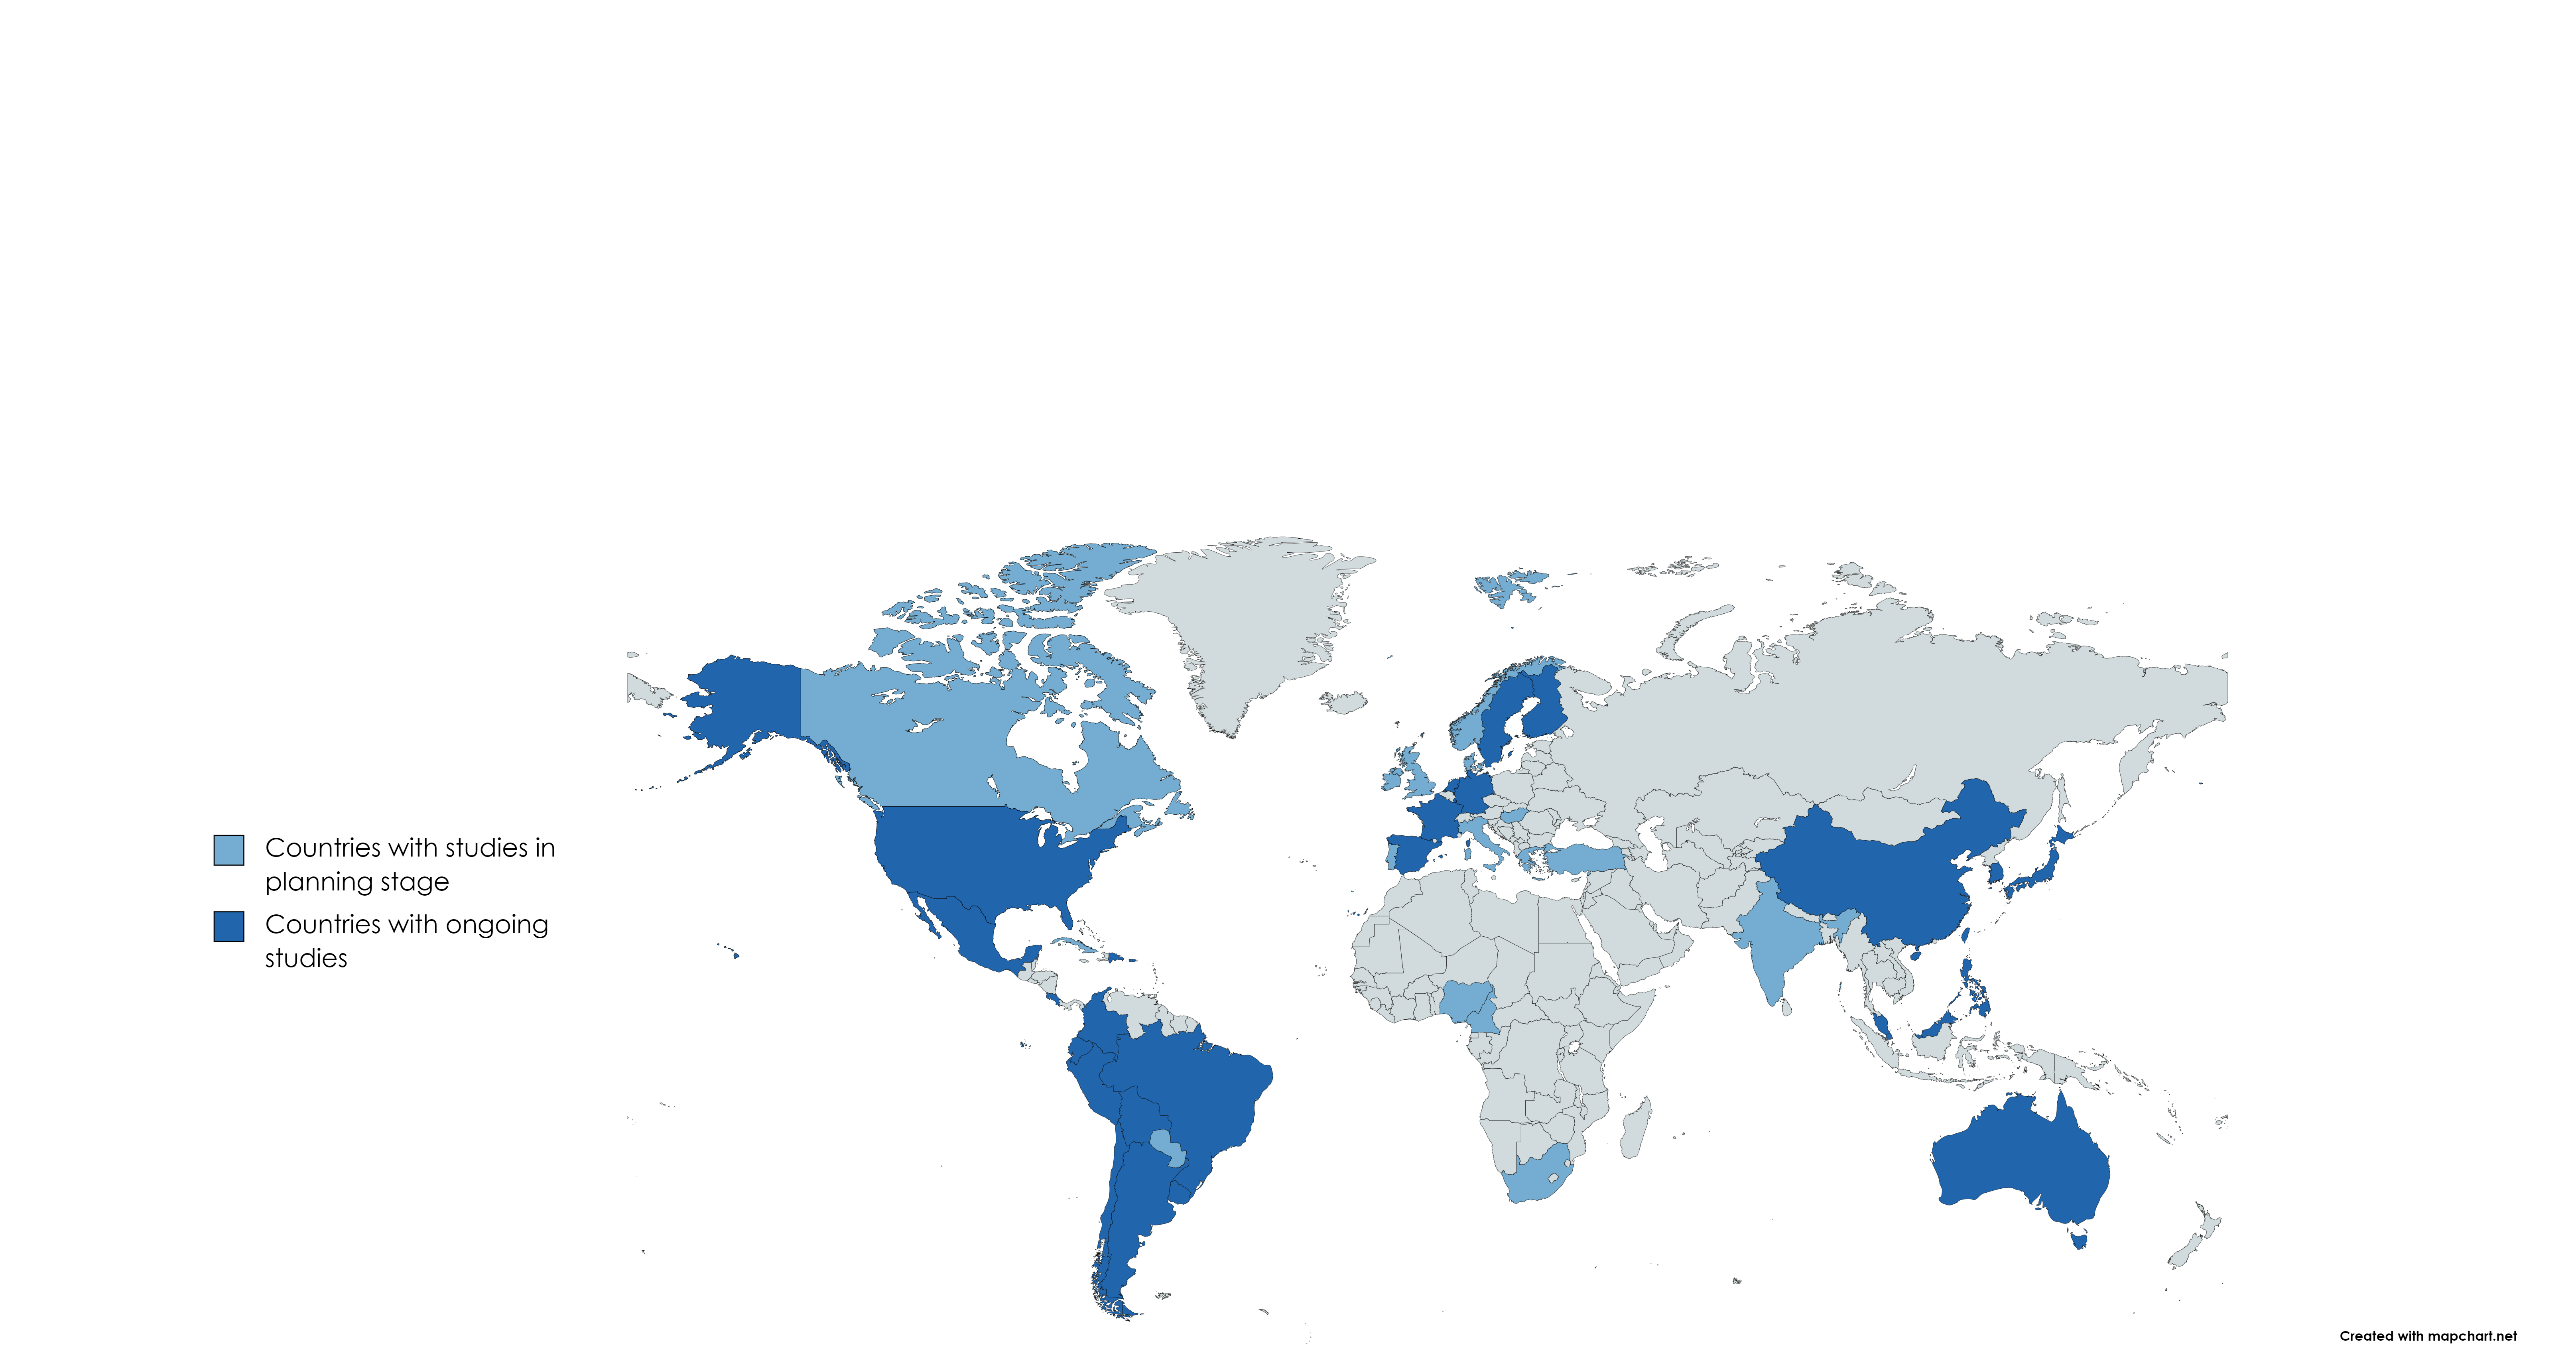 Countries with studies in
planning stage
Countries with ongoing
studies
Created with mapchart.net